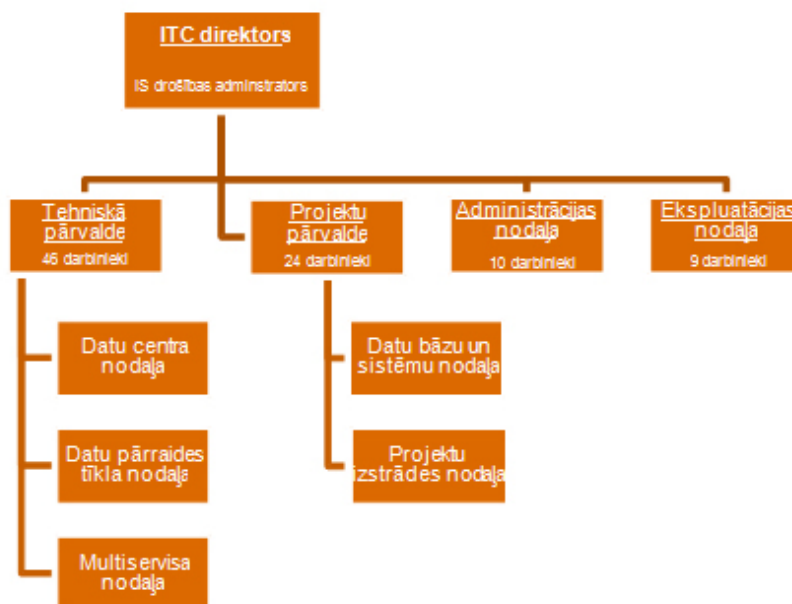 ITC direktors
IS drošības adminstrators
Tehniskā
pārvalde
46 darbinieki
Projektu
pārvalde
24 darbinieki
Administrācijas
nodaļa
10 darbinieki
Ekspluatācijas
nodaļa
9 darbinieki
Datu centra
nodaļa
Datu pārraides
tīkla nodaļa
Multiservisa
nodaļa
Datu bāzu un
sistēmu nodaļa
Projektu
izstrādes nodaļa